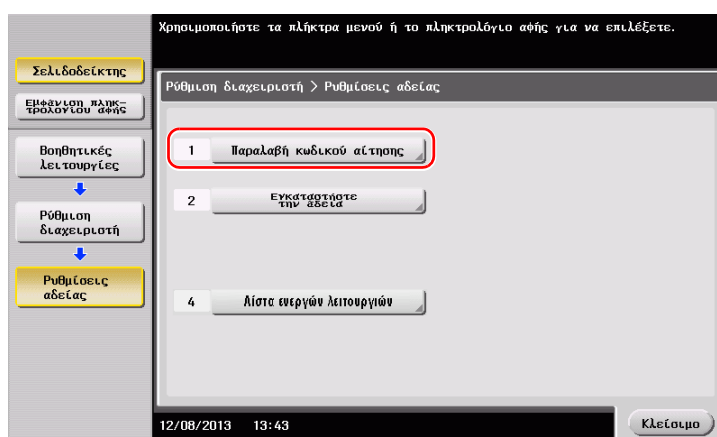 Χρησιμοποιήστε τα πλήκτρα μενού ή το πληκτρολόγιο αφής για να επιλέξετε.
Σελιδοδείκτης
Εμφάνιση πληκ-
τρολογίου αφής
Βοηθητικές
λειτουργίες
Ρύθμιση
διαχειριστή
Ρυθμίσεις
αδείας
Ρύθμιση διαχειριστή > Ρυθμίσεις αδείας
1 Παραλαβή κωδικού αίτησης
2 Εγκαταστήστε
την άδεια
4 Λίστα ενεργών λειτουργιών
12/08/2013 13:43
Κλείσιμο